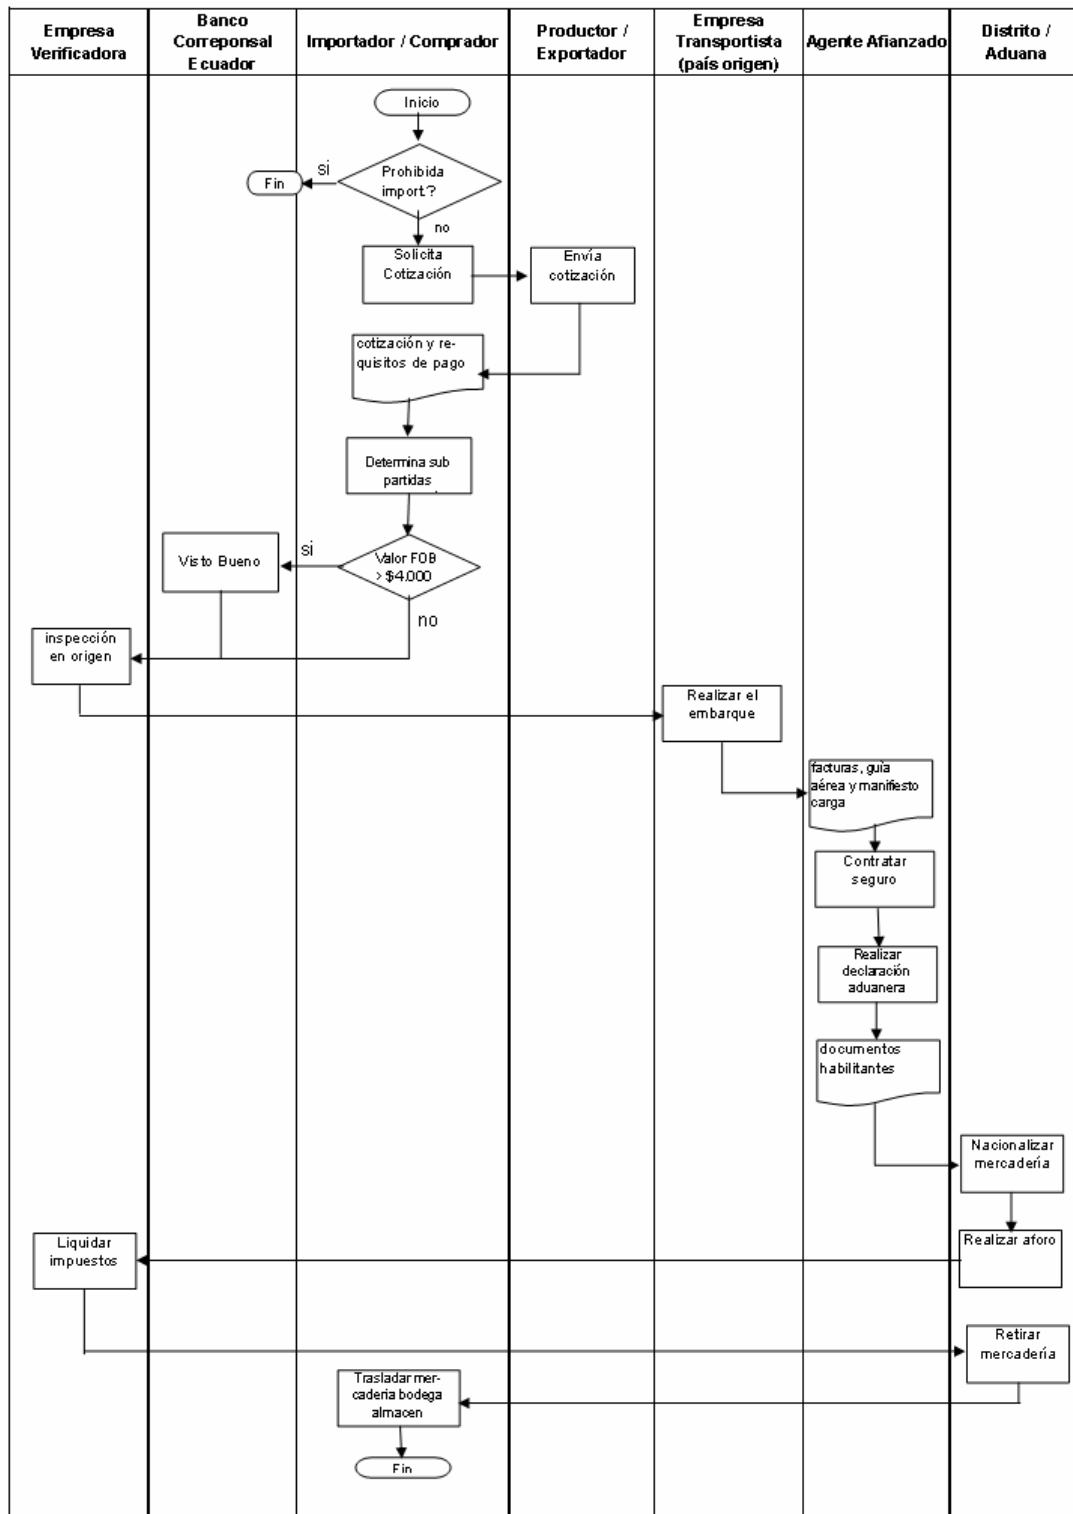 Empresa
Verificadora
Banco
Correponsal
Ecuador
Importador / Comprador
Productor /
Exportador
Empresa
Transportista
(país origen)
Agente Afianzado
Distrito /
Aduana
Inicio
Prohibida
import.?
si
Fin
no
Solicita
Cotización
Envía
cotización
cotización y re-
quisitos de pago
Determina sub
partidas
Valor FOB
> $4.000
si
Visto Bueno
no
inspección
en origen
Realizar el
embarque
facturas, guía
aérea y manifiesto
carga
Contratar
seguro
Realizar
declaración
aduanera
documentos
habilitantes
Nacionalizar
mercadería
Realizar aforo
Liquidar
impuestos
Retirar
mercadería
Trasladar mer-
caderia bodega
almacen
Fin